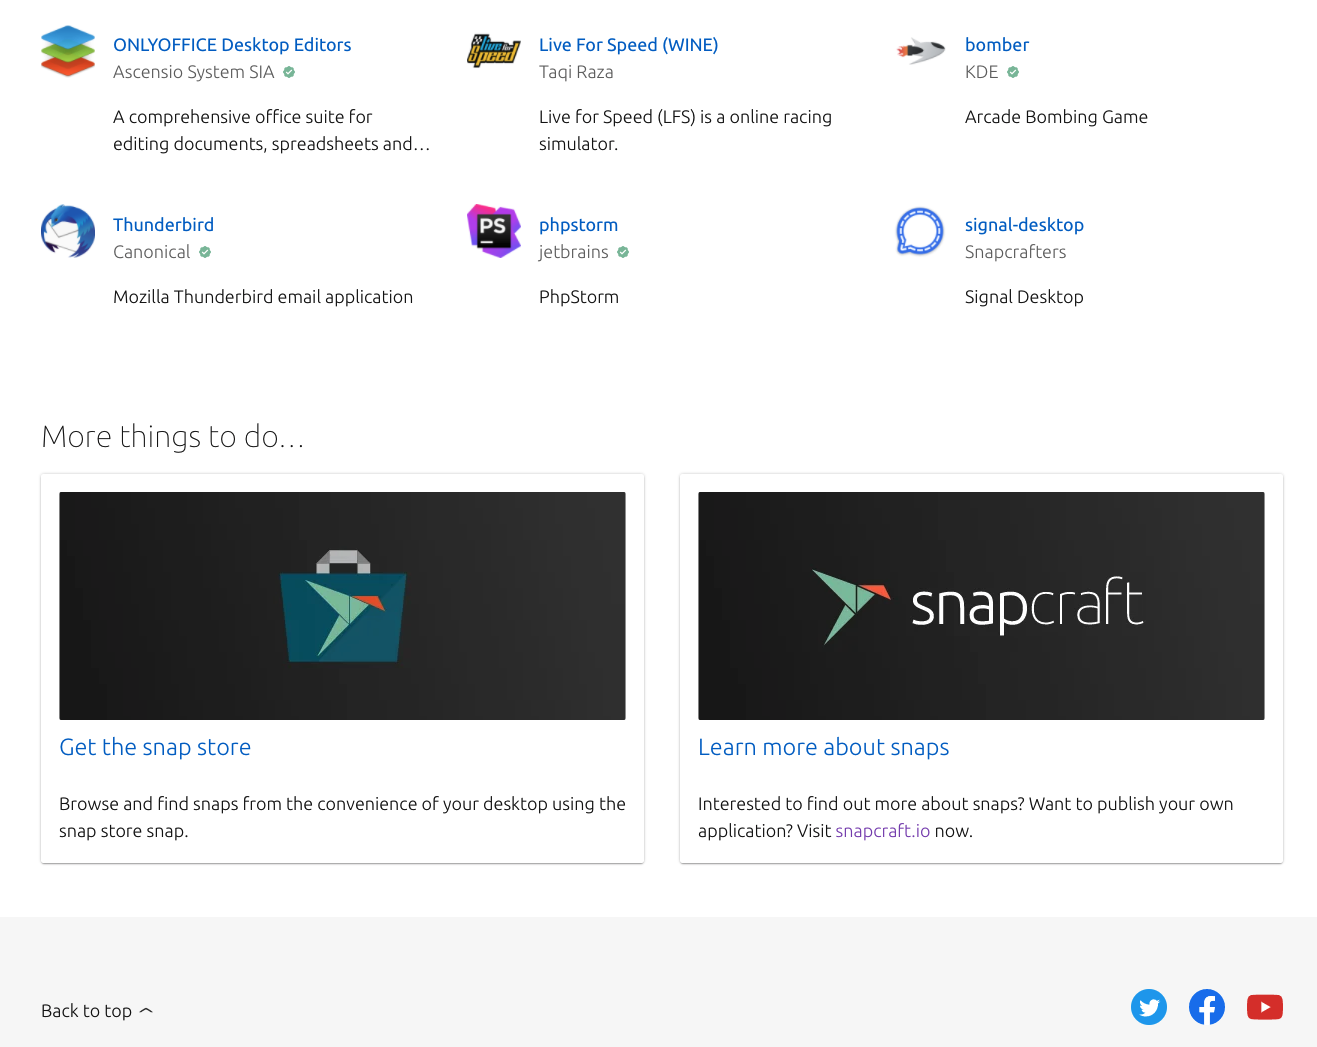 ONLYOFFICE Desktop Editors
Ascensio System SIA
A comprehensive office suite for
editing documents, spreadsheets and…
Live for Speed
Live For Speed (WINE)
Taqi Raza
Live for Speed (LFS) is a online racing
simulator.
bomber
KDE
Arcade Bombing Game
Thunderbird
Canonical
Mozilla Thunderbird email application
PS
phpstorm
jetbrains
PhpStorm
signal-desktop
Snapcrafters
Signal Desktop
More things to do…
Get the snap store
Browse and find snaps from the convenience of your desktop using the
snap store snap.
snapcraft
Learn more about snaps
Interested to find out more about snaps? Want to publish your own
application? Visit snapcraft.io now.
Back to top